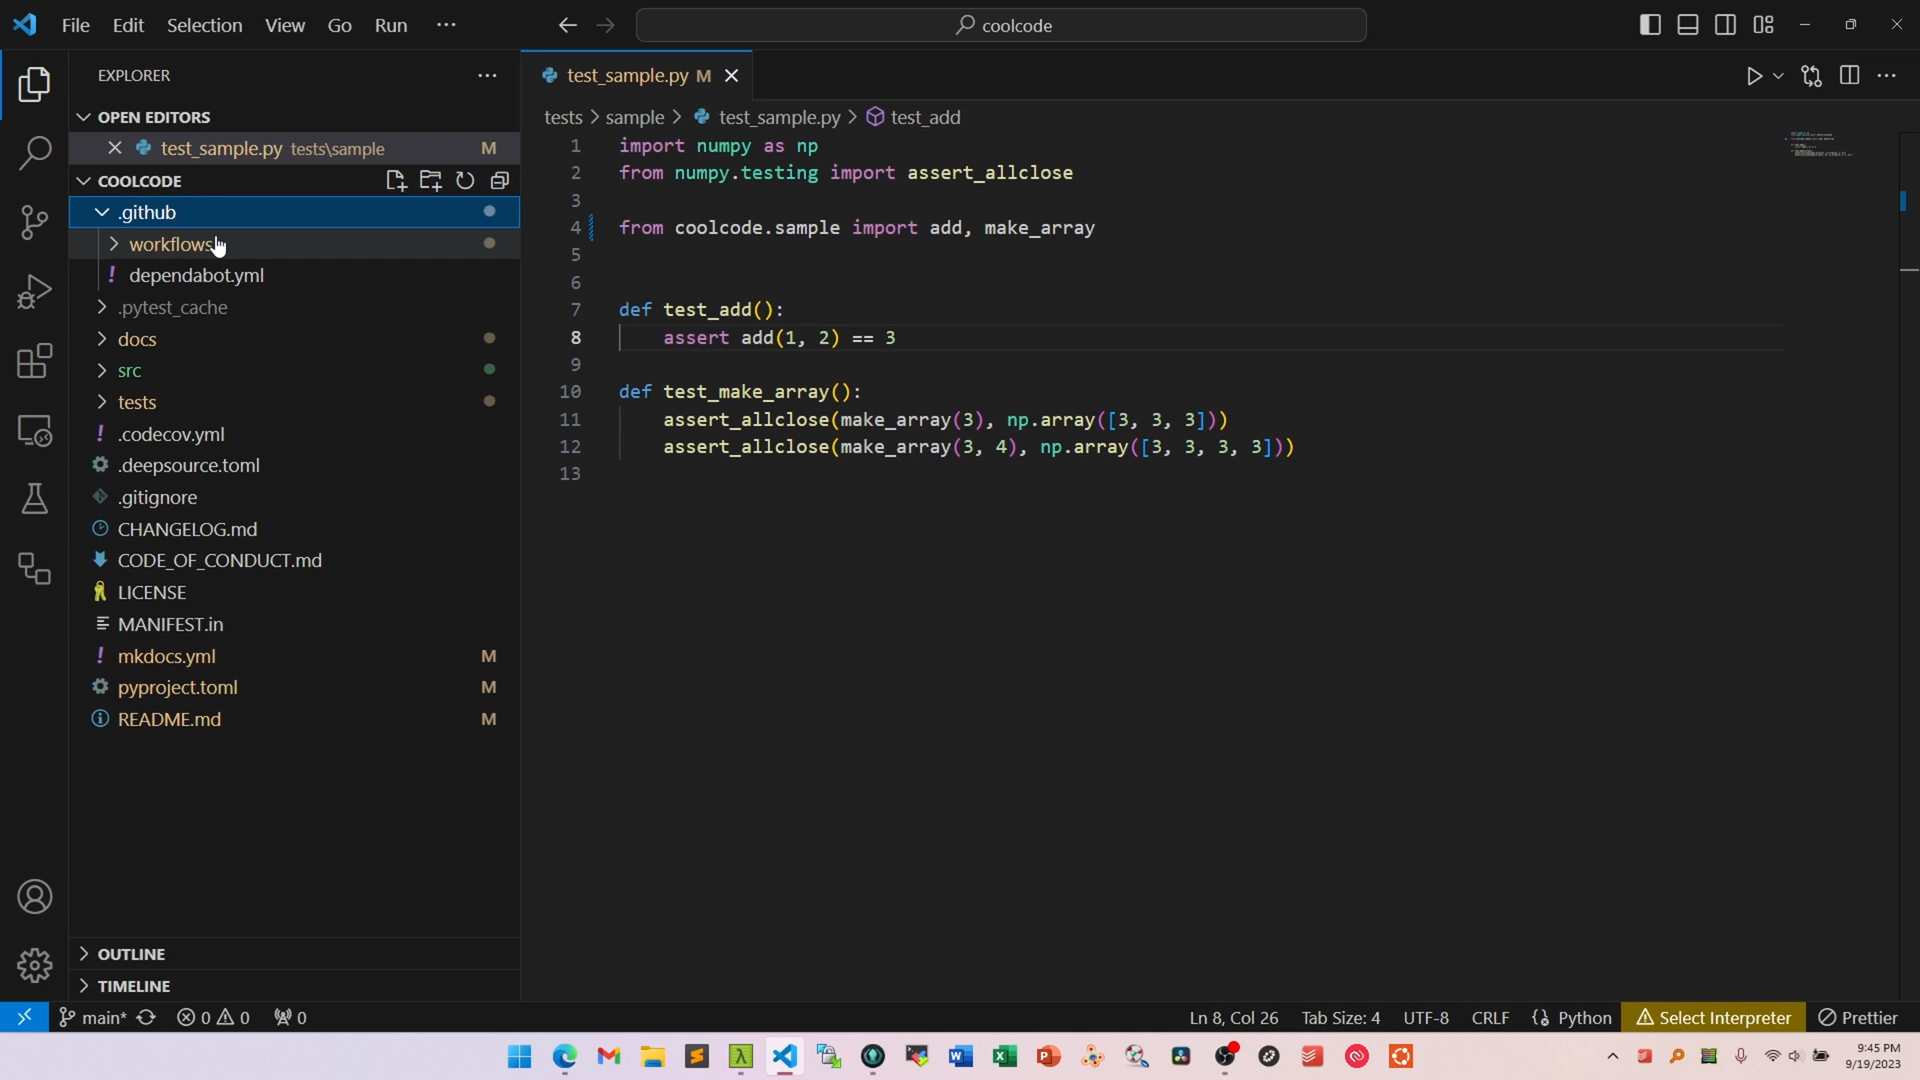 File Edit Selection View Go Run ···
coolcode
EXPLORER
OPEN EDITORS
test_sample.py tests\sample M
COOLCODE
.github
workflows
dependabot.yml
.pytest_cache
docs
src
tests
.codecov.yml
.deepsource.toml
.gitignore
CHANGELOG.md
CODE_OF_CONDUCT.md
LICENSE
MANIFEST.in
mkdocs.yml M
pyproject.toml M
README.md M
OUTLINE
TIMELINE
test_sample.py M
tests > sample > test_sample.py > test_add
1 import numpy as np
2 from numpy.testing import assert_allclose
3
4 from coolcode.sample import add, make_array
5
6
7 def test_add():
8 assert add(1, 2) == 3
9
10 def test_make_array():
11 assert_allclose(make_array(3), np.array([3, 3, 3]))
12 assert_allclose(make_array(3, 4), np.array([3, 3, 3, 3]))
13
main* 0 0 0 Ln 8, Col 26 Tab Size: 4 UTF-8 CRLF Python Select Interpreter Prettier
9:45 PM
9/19/2023